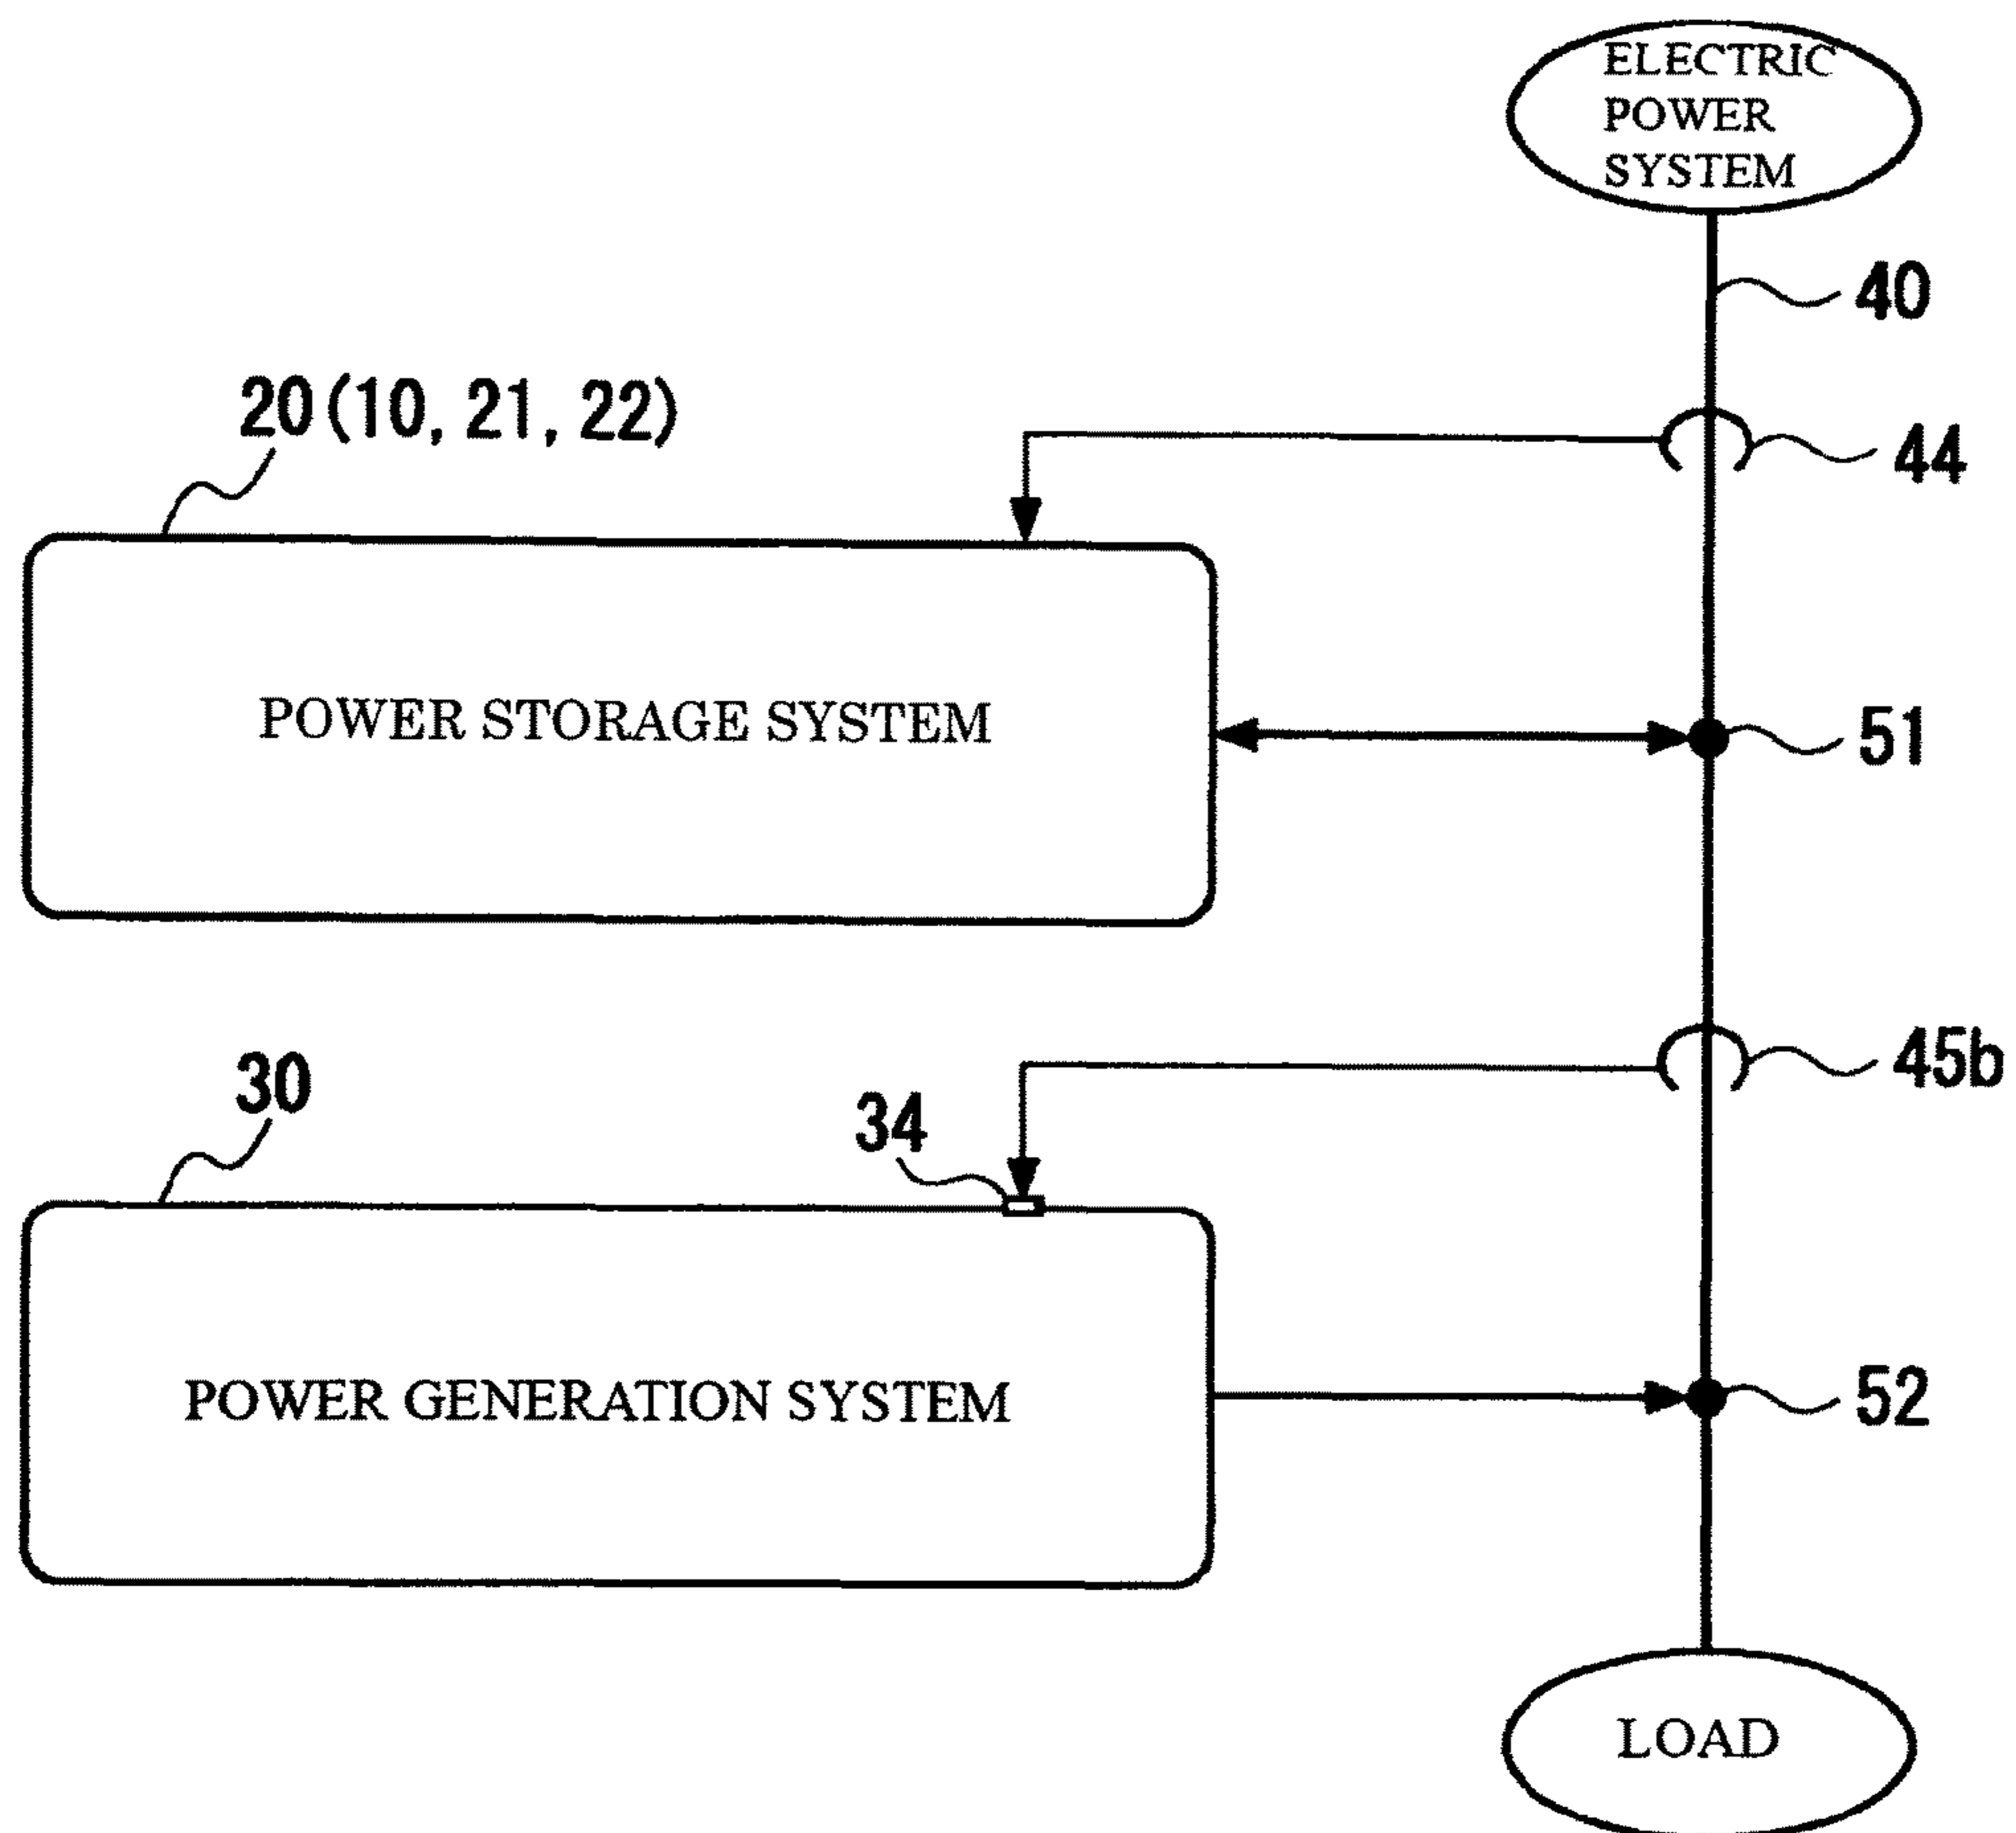 ELECTRIC
POWER
SYSTEM
40
20 (10, 21, 22)
44
POWER STORAGE SYSTEM
51
45b
30
34
POWER GENERATION SYSTEM
52
LOAD